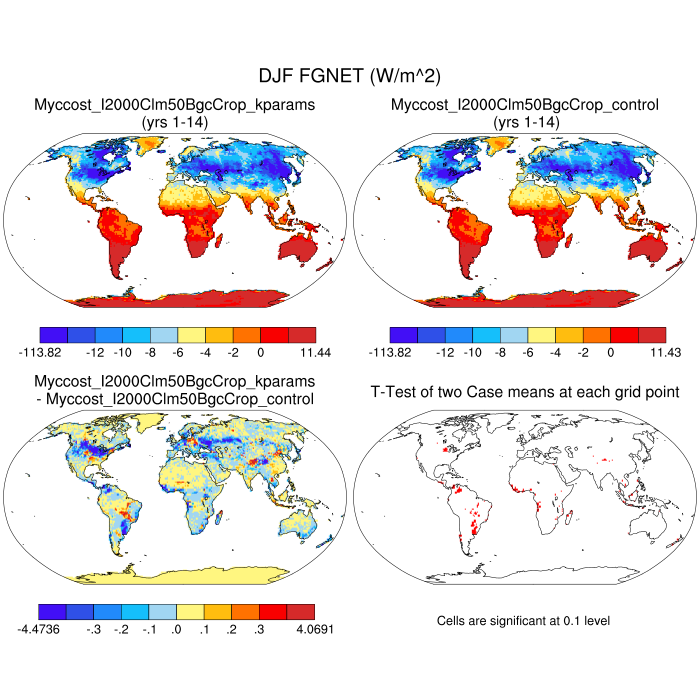 DJF FGNET (W/m^2)
Myccost_I2000Clm50BgcCrop_kparams
(yrs 1-14)
Myccost_I2000Clm50BgcCrop_control
(yrs 1-14)
-113.82 -12 -10 -8 -6 -4 -2 0 11.44
-113.82 -12 -10 -8 -6 -4 -2 0 11.43
Myccost_I2000Clm50BgcCrop_kparams
- Myccost_I2000Clm50BgcCrop_control
T-Test of two Case means at each grid point
-4.4736 -.3 -.2 -.1 .0 .1 .2 .3 4.0691
Cells are significant at 0.1 level